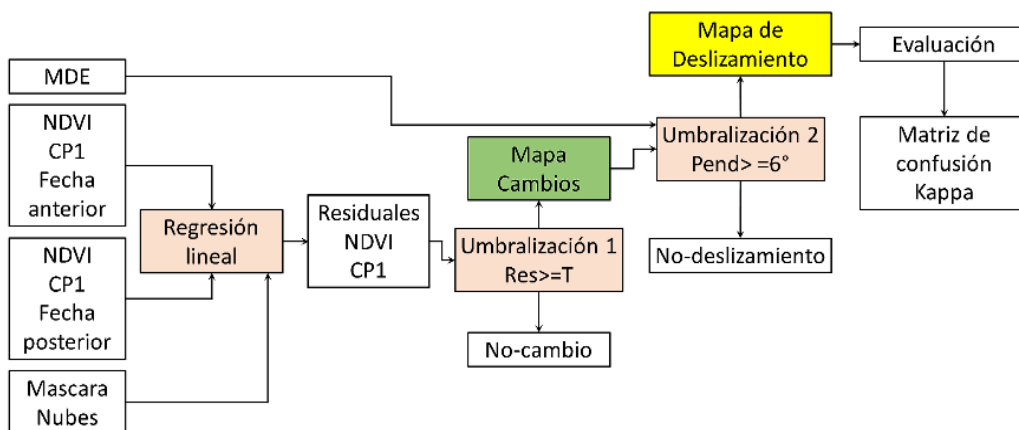 MDE
NDVI
CP1
Fecha
anterior
NDVI
CP1
Fecha
posterior
Mascara
Nubes
Regresión
lineal
Residuales
NDVI
CP1
Umbralización 1
Res>=T
Mapa
Cambios
No-cambio
Umbralización 2
Pend> =6°
Mapa de
Deslizamiento
No-deslizamiento
Evaluación
Matriz de
confusión
Kappa